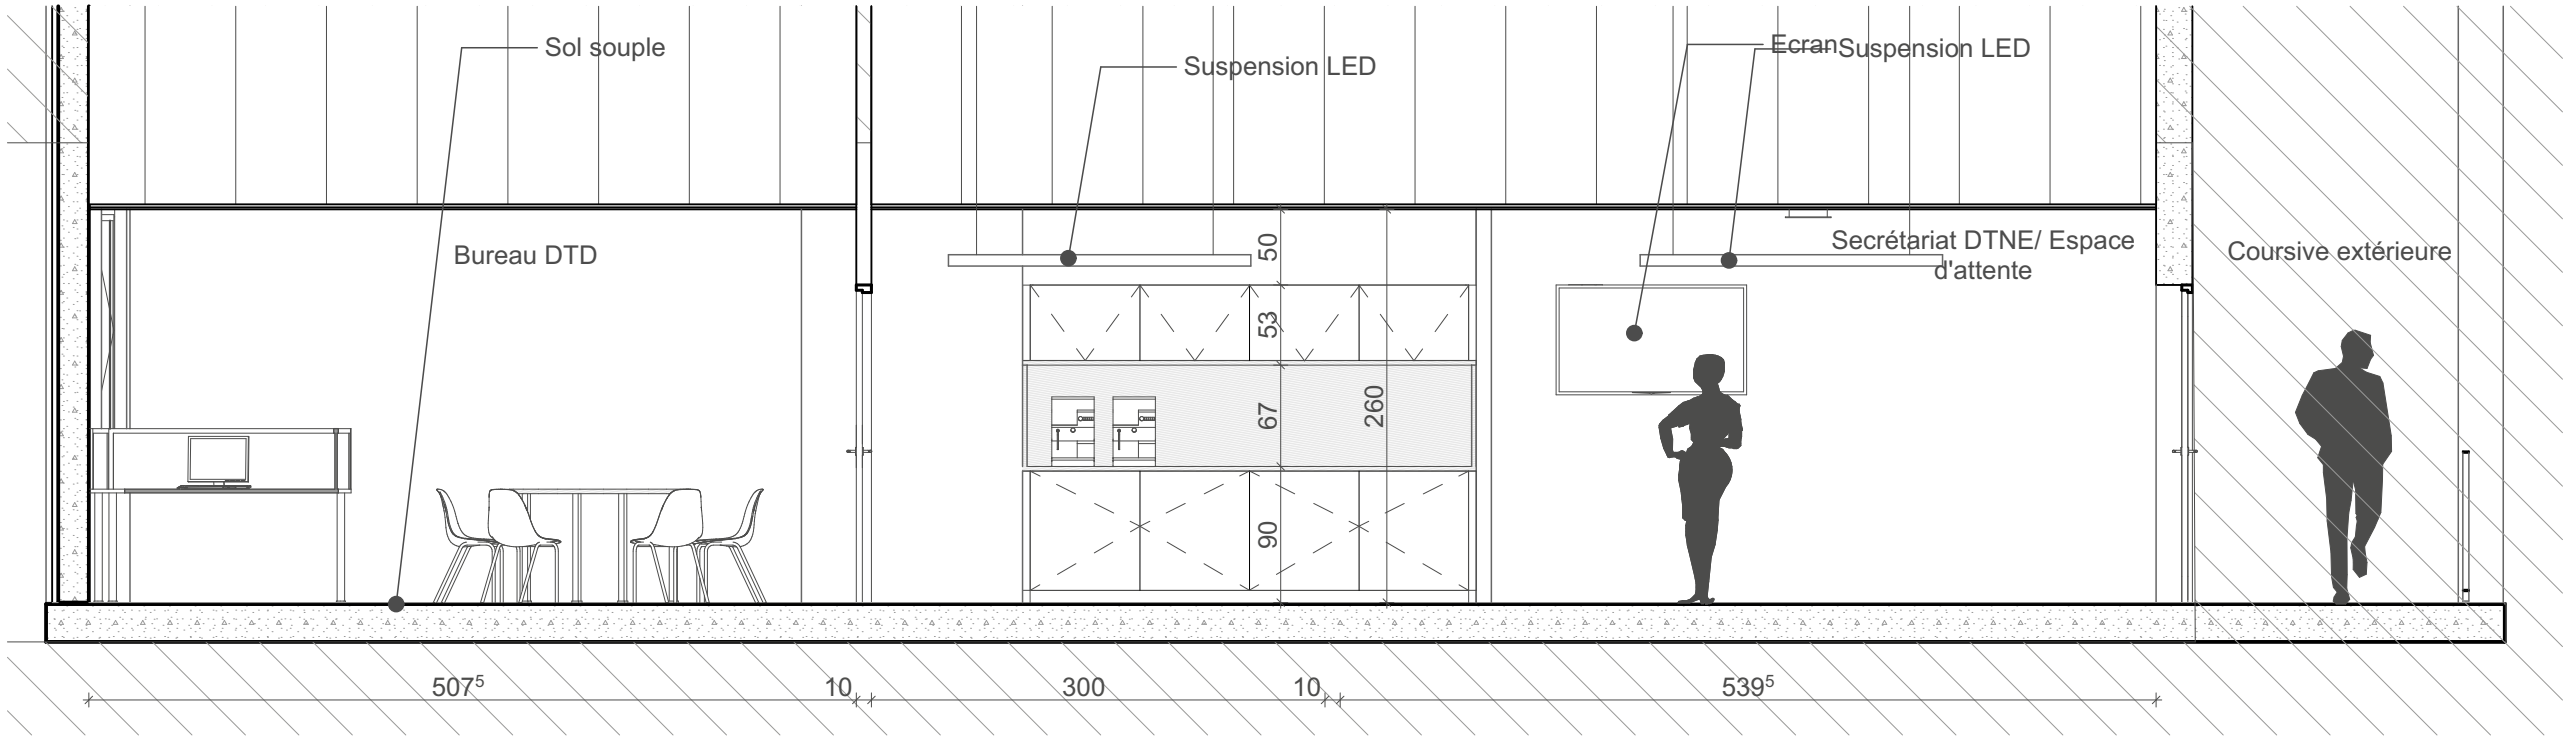 Sol souple
Suspension LED
Ecran
Suspension LED
Bureau DTD
Secrétariat DTNE/ Espace
d'attente
Coursive extérieure
50
53
67
260
90
507⁵
10
300
10
539⁵